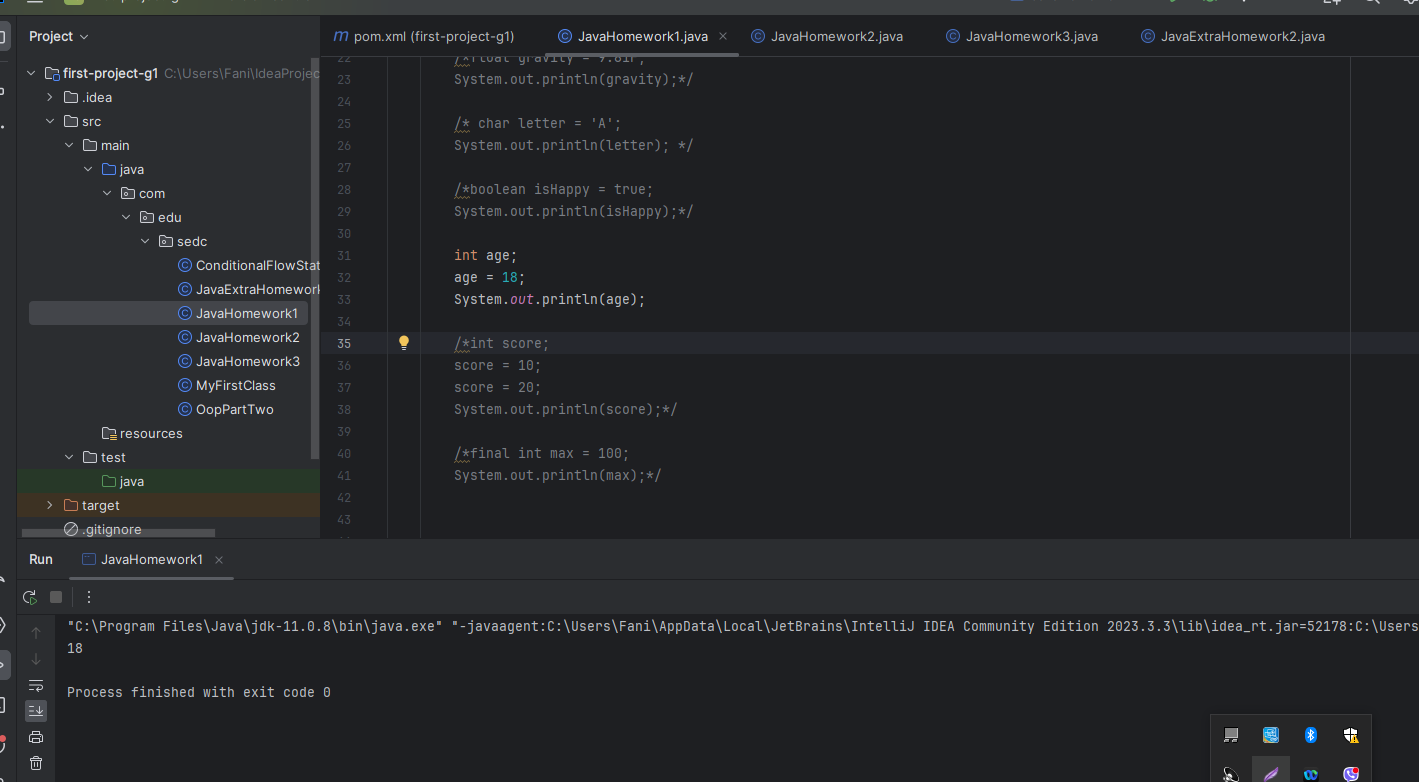 Project
pom.xml (first-project-g1)
JavaHomework1.java
JavaHomework2.java
JavaHomework3.java
JavaExtraHomework2.java
first-project-g1 C:\Users\Fani\IdeaProjec
.idea
src
main
java
com
edu
sedc
ConditionalFlowStat
JavaExtraHomework
JavaHomework1
JavaHomework2
JavaHomework3
MyFirstClass
OopPartTwo
resources
test
java
target
.gitignore
22 /*float gravity = 9.81F;
23 System.out.println(gravity);*/
24
25 /* char letter = 'A';
26 System.out.println(letter); */
27
28 /*boolean isHappy = true;
29 System.out.println(isHappy);*/
30
31 int age;
32 age = 18;
33 System.out.println(age);
34
35 /*int score;
36 score = 10;
37 score = 20;
38 System.out.println(score);*/
39
40 /*final int max = 100;
41 System.out.println(max);*/
42
43
Run JavaHomework1
"C:\Program Files\Java\jdk-11.0.8\bin\java.exe" "-javaagent:C:\Users\Fani\AppData\Local\JetBrains\IntelliJ IDEA Community Edition 2023.3.3\lib\idea_rt.jar=52178:C:\Users
18
Process finished with exit code 0